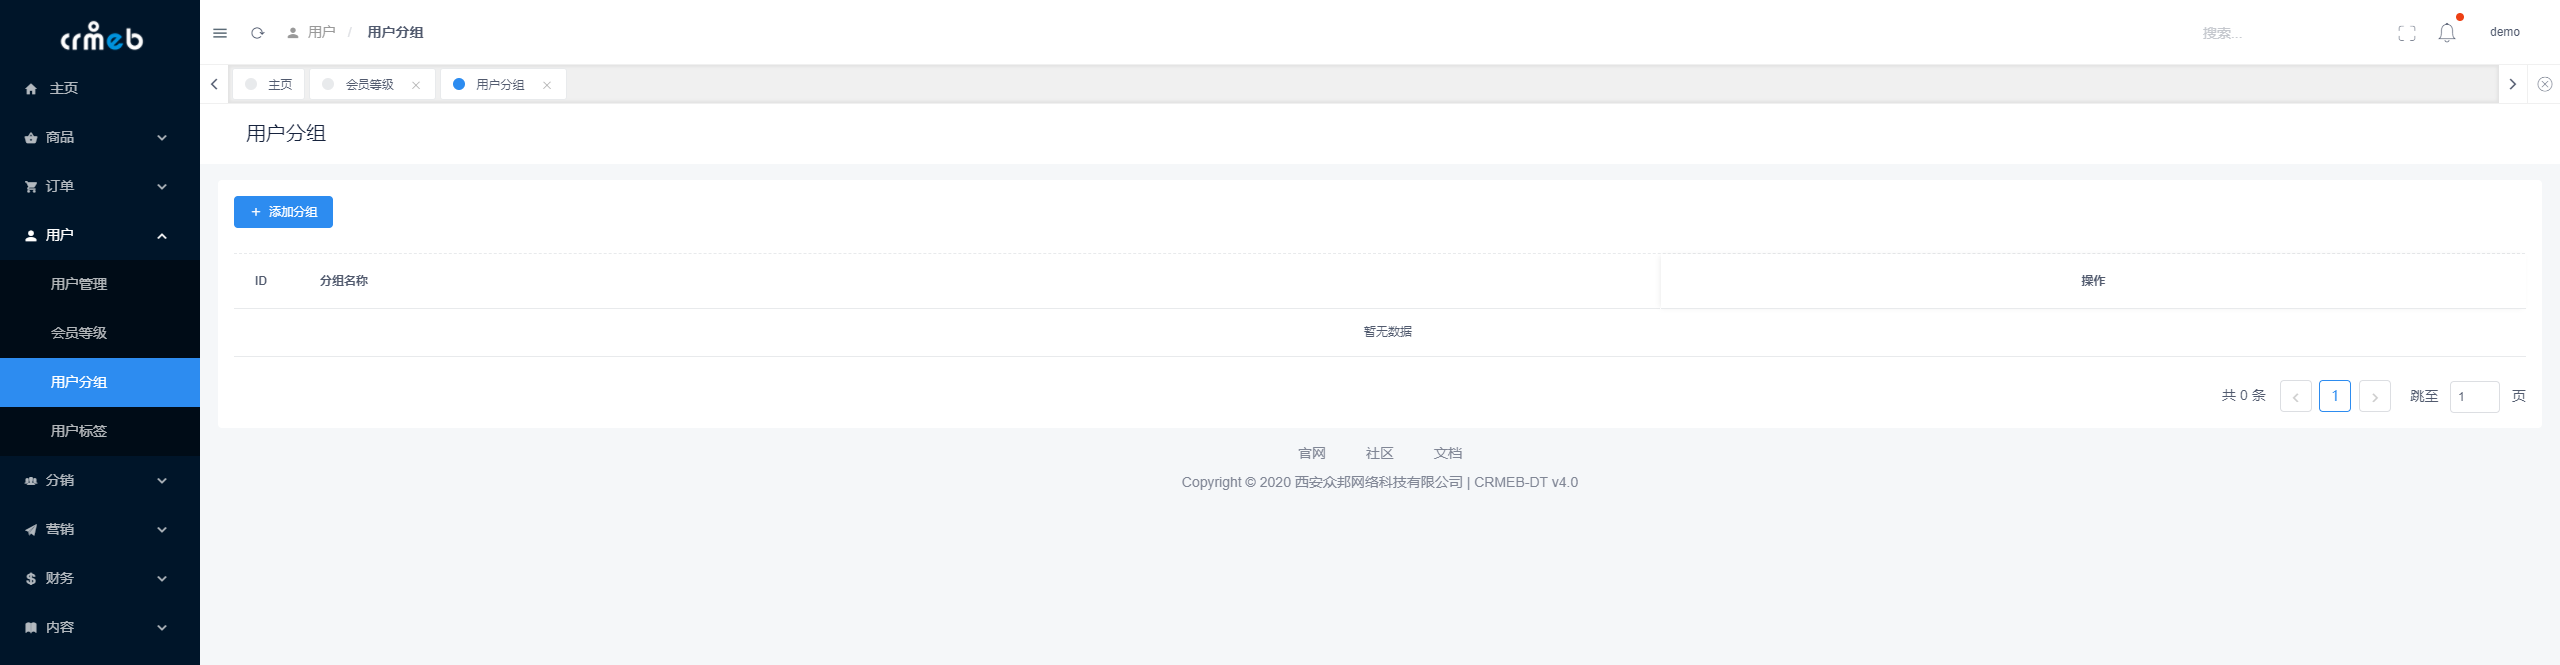 crmeb
用户 / 用户分组
搜索...
demo
主页
会员等级
用户分组
用户分组
主页
商品
订单
用户
用户管理
会员等级
用户分组
用户标签
分销
营销
财务
内容
+ 添加分组
ID 分组名称 操作
暂无数据
共 0 条 1 跳至 1 页
官网 社区 文档
Copyright © 2020 西安众邦网络科技有限公司 | CRMEB-DT v4.0